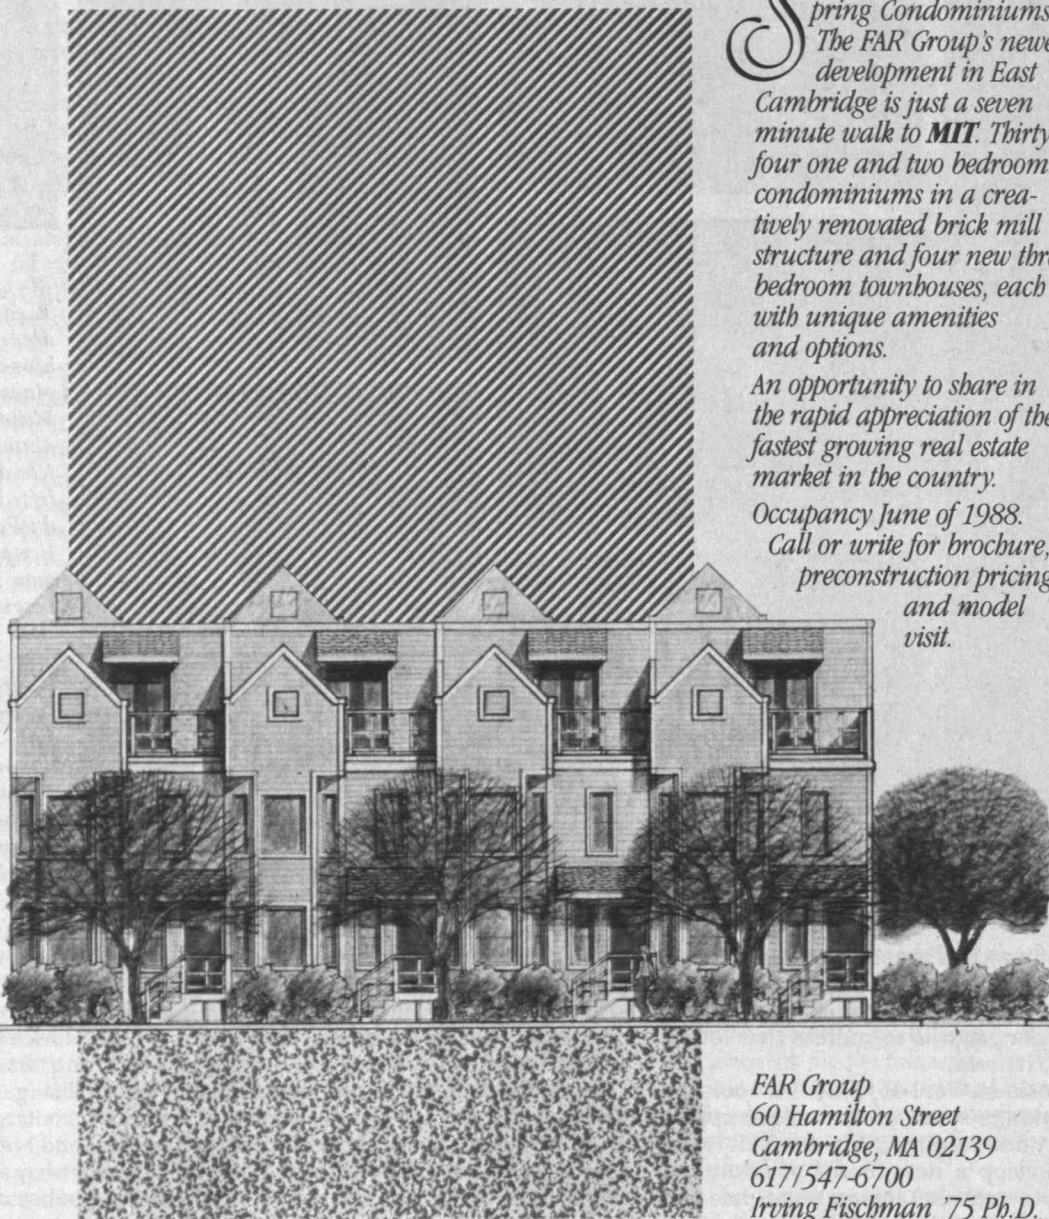 Spring Condominiums
The FAR Group's newe
development in East
Cambridge is just a seven
minute walk to MIT. Thirty
four one and two bedroom
condominiums in a crea-
tively renovated brick mill
structure and four new thr
bedroom townhouses, each
with unique amenities
and options.
An opportunity to share in
the rapid appreciation of the
fastest growing real estate
market in the country.
Occupancy June of 1988.
Call or write for brochure,
preconstruction pricing
and model
visit.
FAR Group
60 Hamilton Street
Cambridge, MA 02139
617/547-6700
Irving Fischman '75 Ph.D.